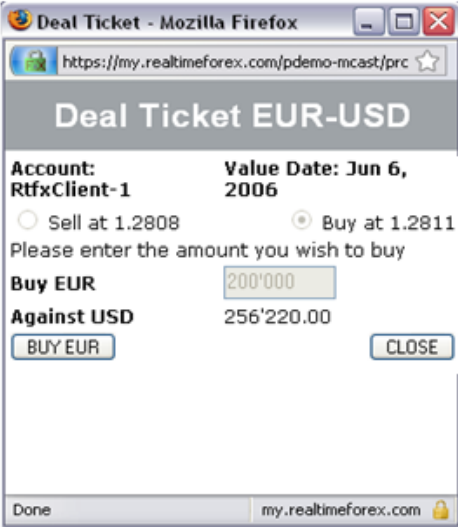 Deal Ticket - Mozilla Firefox
https://my.realtimeforex.com/pdemo-mcast/prc
Deal Ticket EUR-USD
Account: Value Date: Jun 6,
RtfxClient-1 2006
Sell at 1.2808 Buy at 1.2811
Please enter the amount you wish to buy
Buy EUR 200'000
Against USD 256'220.00
BUY EUR CLOSE
Done my.realtimeforex.com